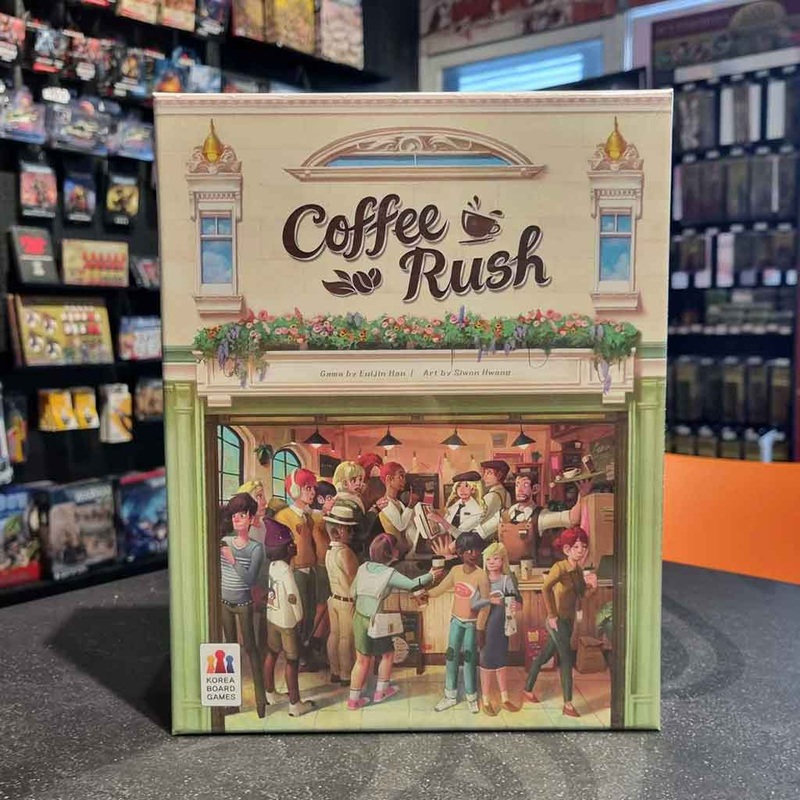 Coffee
Rush
Game by Euijin Han | Art by Siwon Hwang
KOREA
BOARD
GAMES